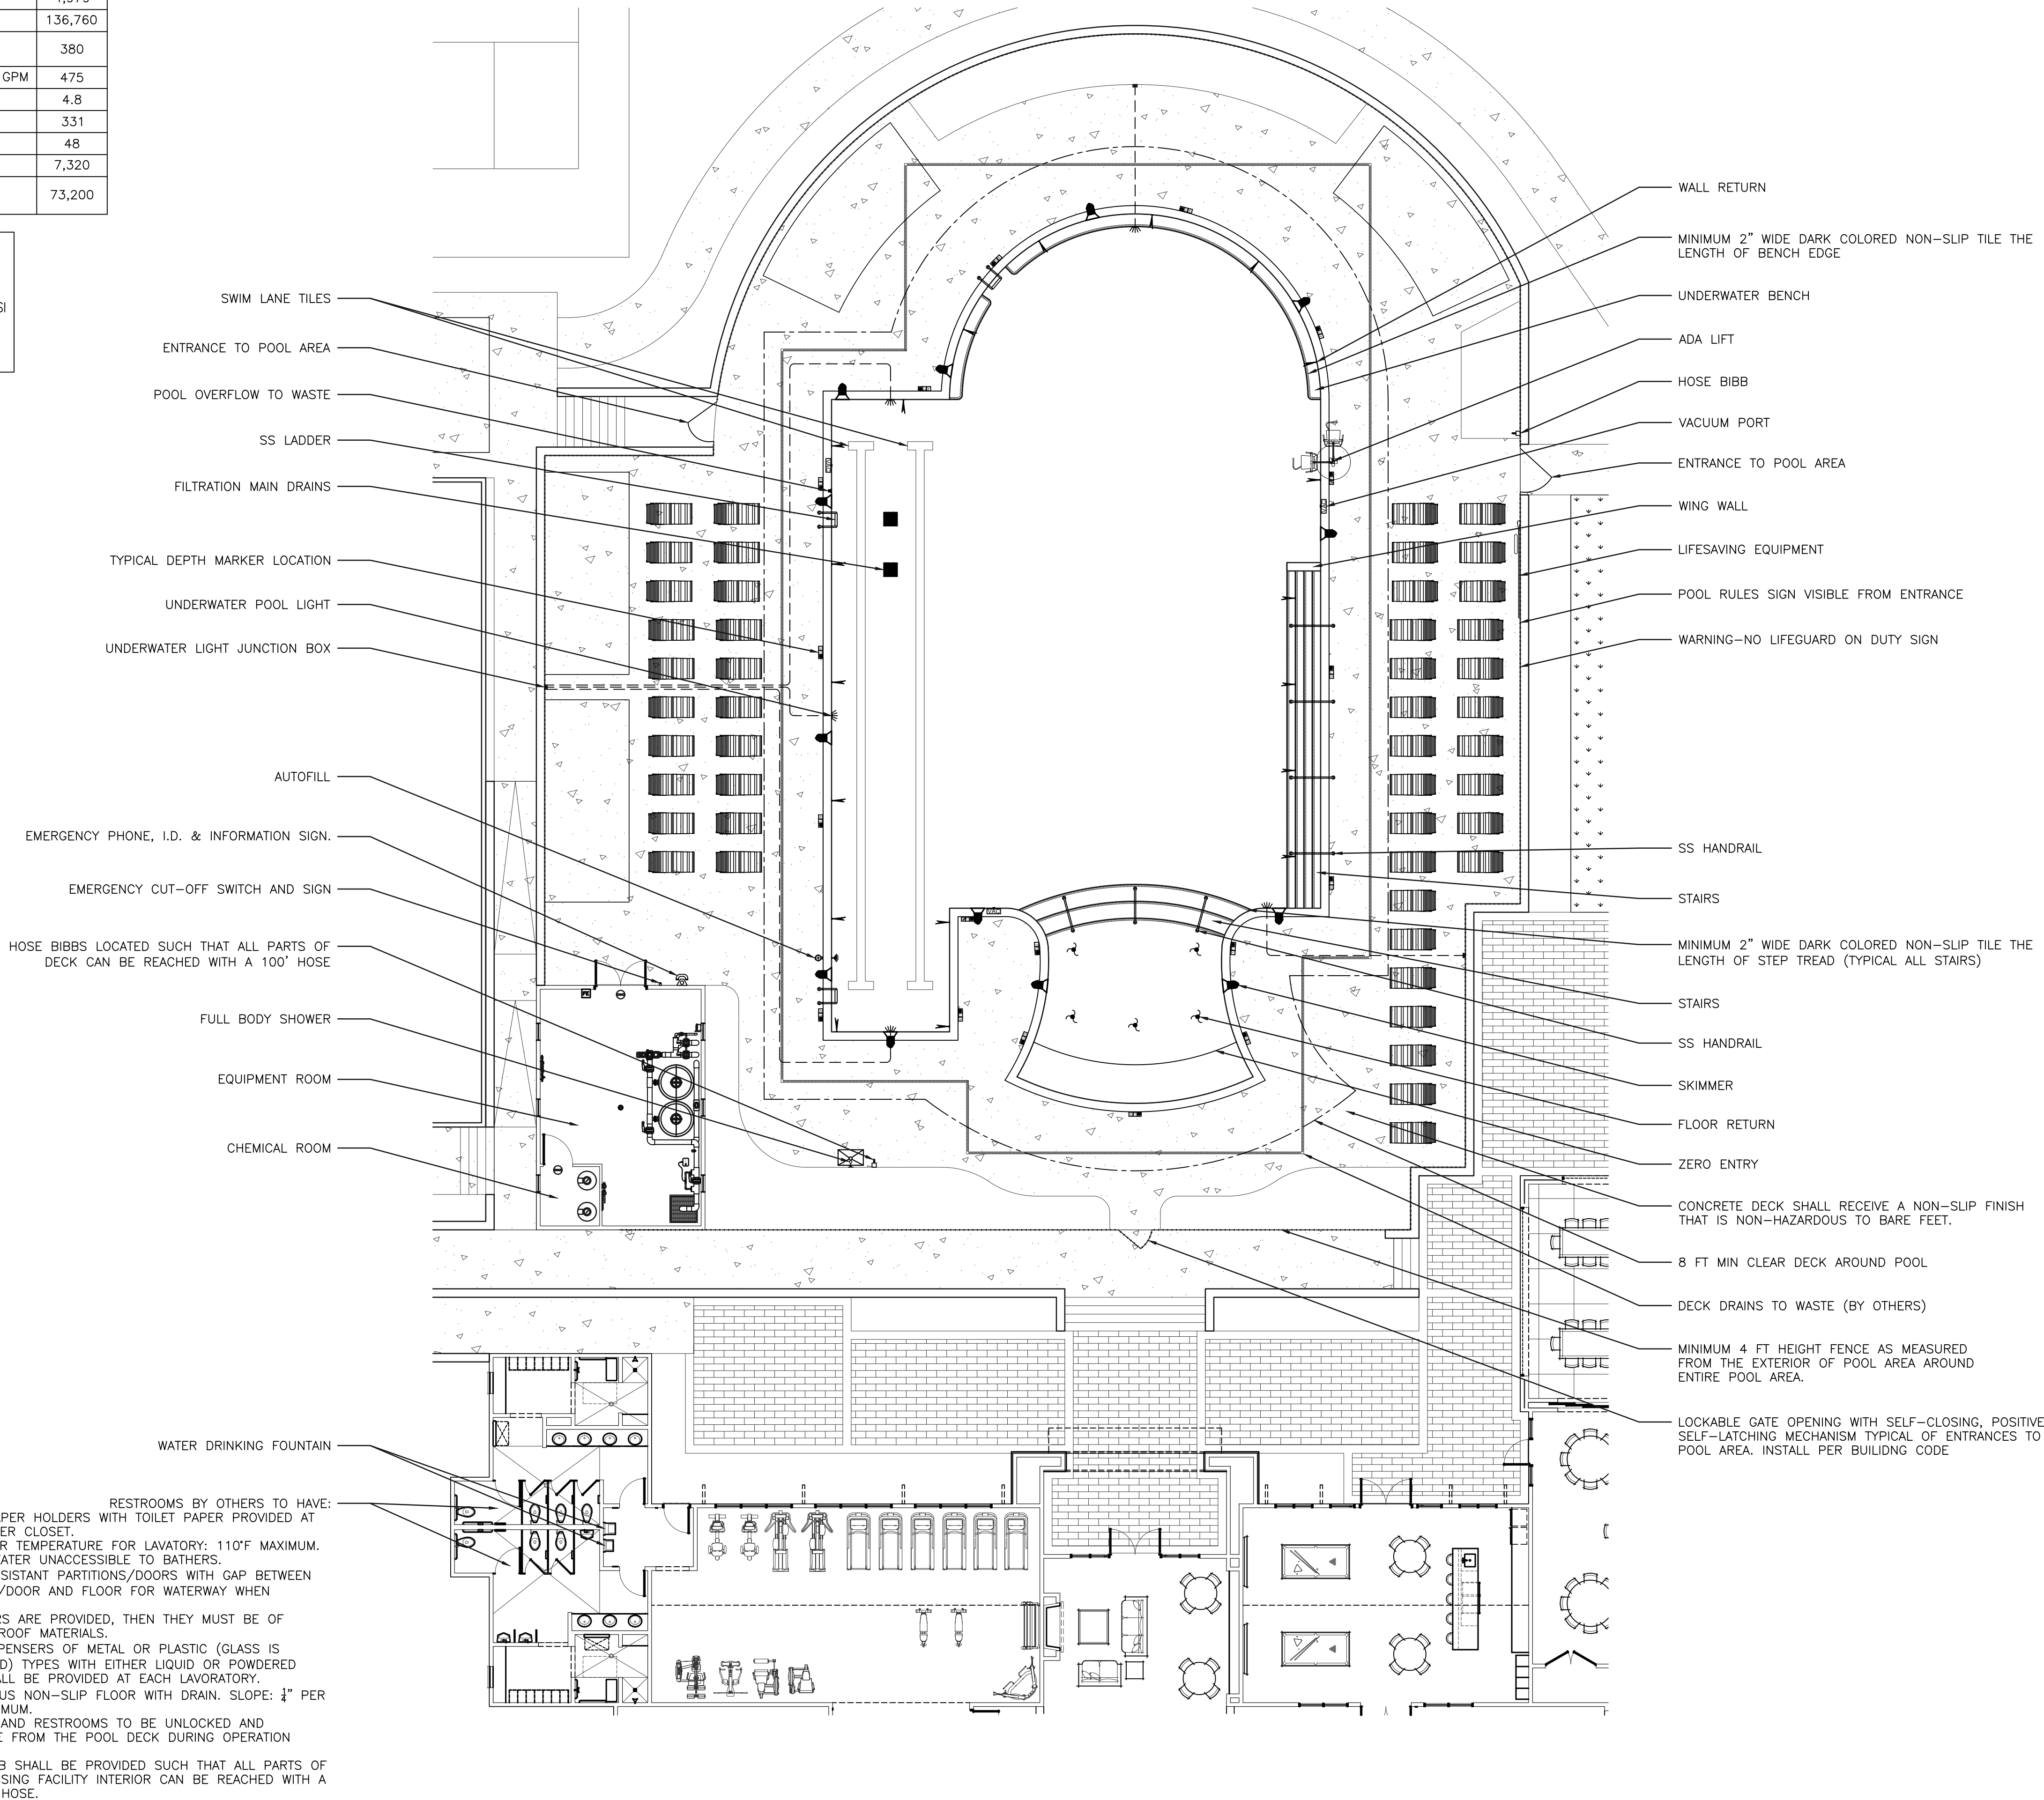 136,760
380
GPM 475
4.8
331
48
7,320
73,200
SI
SWIM LANE TILES
ENTRANCE TO POOL AREA
POOL OVERFLOW TO WASTE
SS LADDER
FILTRATION MAIN DRAINS
TYPICAL DEPTH MARKER LOCATION
UNDERWATER POOL LIGHT
UNDERWATER LIGHT JUNCTION BOX
AUTOFILL
EMERGENCY PHONE, I.D. & INFORMATION SIGN.
EMERGENCY CUT-OFF SWITCH AND SIGN
HOSE BIBBS LOCATED SUCH THAT ALL PARTS OF
DECK CAN BE REACHED WITH A 100' HOSE
FULL BODY SHOWER
EQUIPMENT ROOM
CHEMICAL ROOM
WATER DRINKING FOUNTAIN
RESTROOMS BY OTHERS TO HAVE:
APER HOLDERS WITH TOILET PAPER PROVIDED AT
ER CLOSET.
R TEMPERATURE FOR LAVATORY: 110°F MAXIMUM.
EATER UNACCESSIBLE TO BATHERS.
SISTANT PARTITIONS/DOORS WITH GAP BETWEEN
/DOOR AND FLOOR FOR WATERWAY WHEN
RS ARE PROVIDED, THEN THEY MUST BE OF
ROOF MATERIALS.
PENSERS OF METAL OR PLASTIC (GLASS IS
D) TYPES WITH EITHER LIQUID OR POWDERED
ALL BE PROVIDED AT EACH LAVORATORY.
US NON-SLIP FLOOR WITH DRAIN. SLOPE: ¼" PER
MUM.
AND RESTROOMS TO BE UNLOCKED AND
E FROM THE POOL DECK DURING OPERATION
B SHALL BE PROVIDED SUCH THAT ALL PARTS OF
SSING FACILITY INTERIOR CAN BE REACHED WITH A
HOSE.
FE
WALL RETURN
MINIMUM 2" WIDE DARK COLORED NON-SLIP TILE THE
LENGTH OF BENCH EDGE
UNDERWATER BENCH
ADA LIFT
HOSE BIBB
VACUUM PORT
ENTRANCE TO POOL AREA
WING WALL
LIFESAVING EQUIPMENT
POOL RULES SIGN VISIBLE FROM ENTRANCE
WARNING-NO LIFEGUARD ON DUTY SIGN
SS HANDRAIL
STAIRS
MINIMUM 2" WIDE DARK COLORED NON-SLIP TILE THE
LENGTH OF STEP TREAD (TYPICAL ALL STAIRS)
STAIRS
SS HANDRAIL
SKIMMER
FLOOR RETURN
ZERO ENTRY
CONCRETE DECK SHALL RECEIVE A NON-SLIP FINISH
THAT IS NON-HAZARDOUS TO BARE FEET.
8 FT MIN CLEAR DECK AROUND POOL
DECK DRAINS TO WASTE (BY OTHERS)
MINIMUM 4 FT HEIGHT FENCE AS MEASURED
FROM THE EXTERIOR OF POOL AREA AROUND
ENTIRE POOL AREA.
LOCKABLE GATE OPENING WITH SELF-CLOSING, POSITIVE
SELF-LATCHING MECHANISM TYPICAL OF ENTRANCES TO
POOL AREA. INSTALL PER BUILIDNG CODE